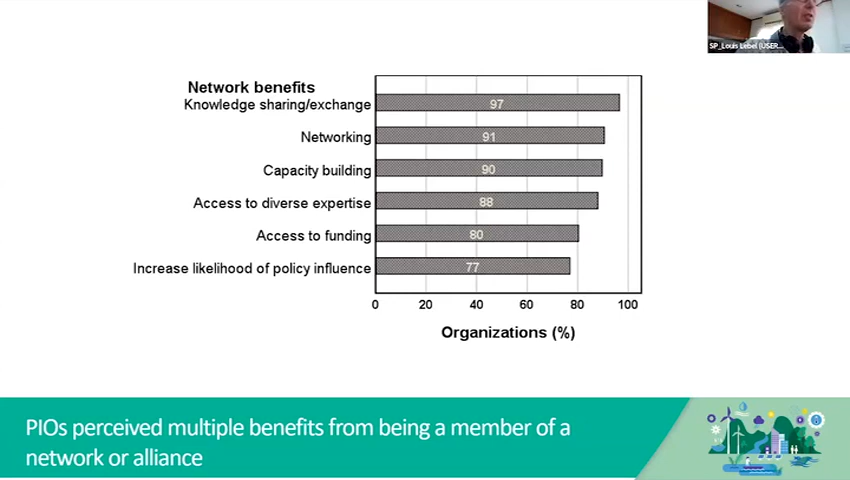 SP_Louis Lebel (USER...
Network benefits
Knowledge sharing/exchange 97
Networking 91
Capacity building 90
Access to diverse expertise 88
Access to funding 80
Increase likelihood of policy influence 77
0 20 40 60 80 100
Organizations (%)
PIOs perceived multiple benefits from being a member of a
network or alliance